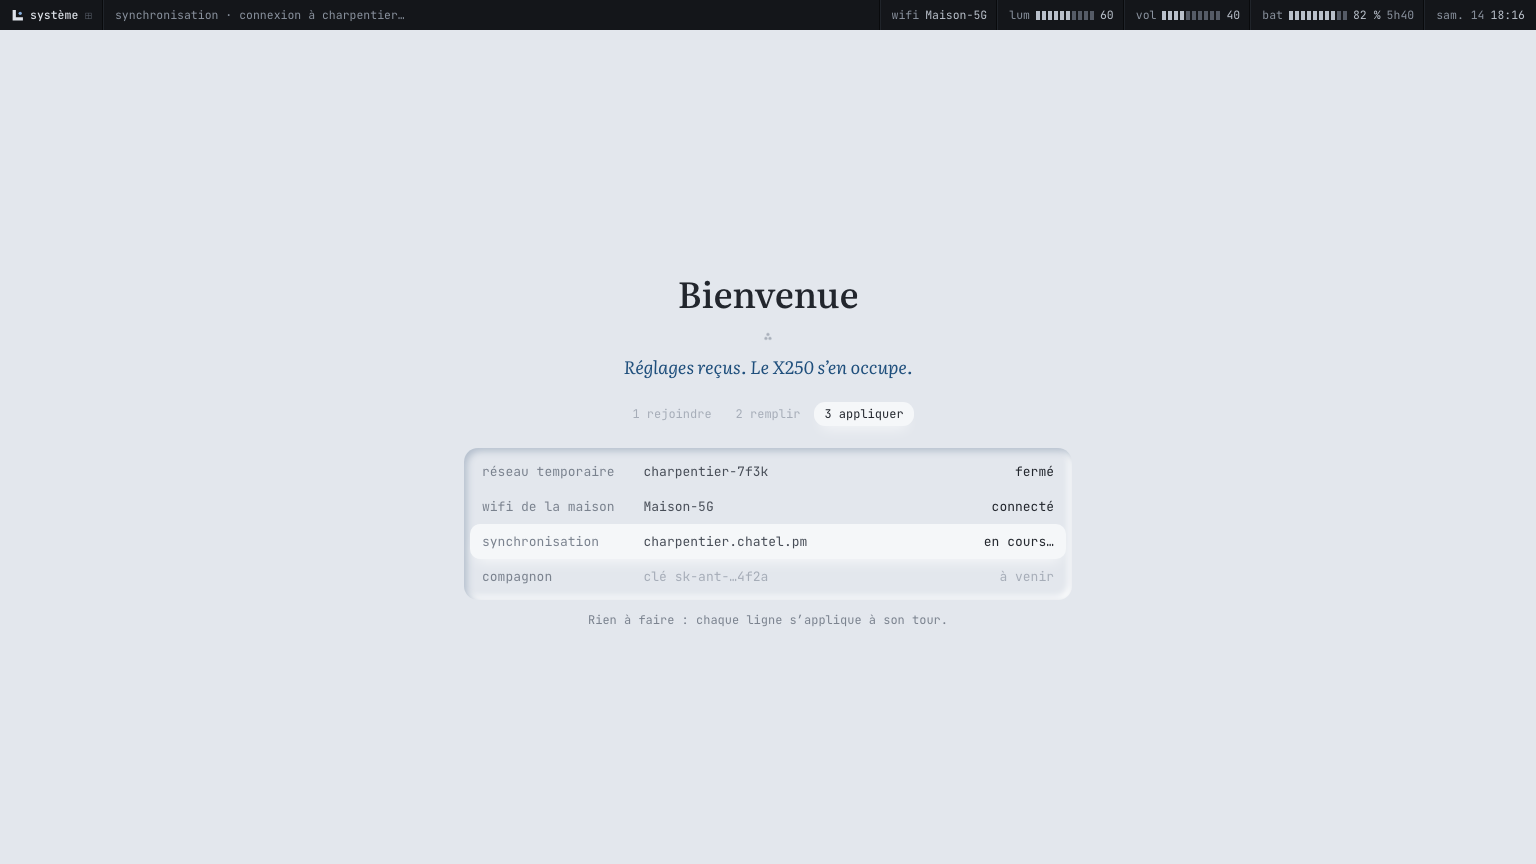 système synchronisation · connexion à charpentier… wifi Maison-5G lum 60 vol 40 bat 82 % 5h40 sam. 14 18:16
Bienvenue
Réglages reçus. Le X250 s’en occupe.
1 rejoindre 2 remplir 3 appliquer
réseau temporaire charpentier-7f3k fermé
wifi de la maison Maison-5G connecté
synchronisation charpentier.chatel.pm en cours…
compagnon clé sk-ant-…4f2a à venir
Rien à faire : chaque ligne s’applique à son tour.